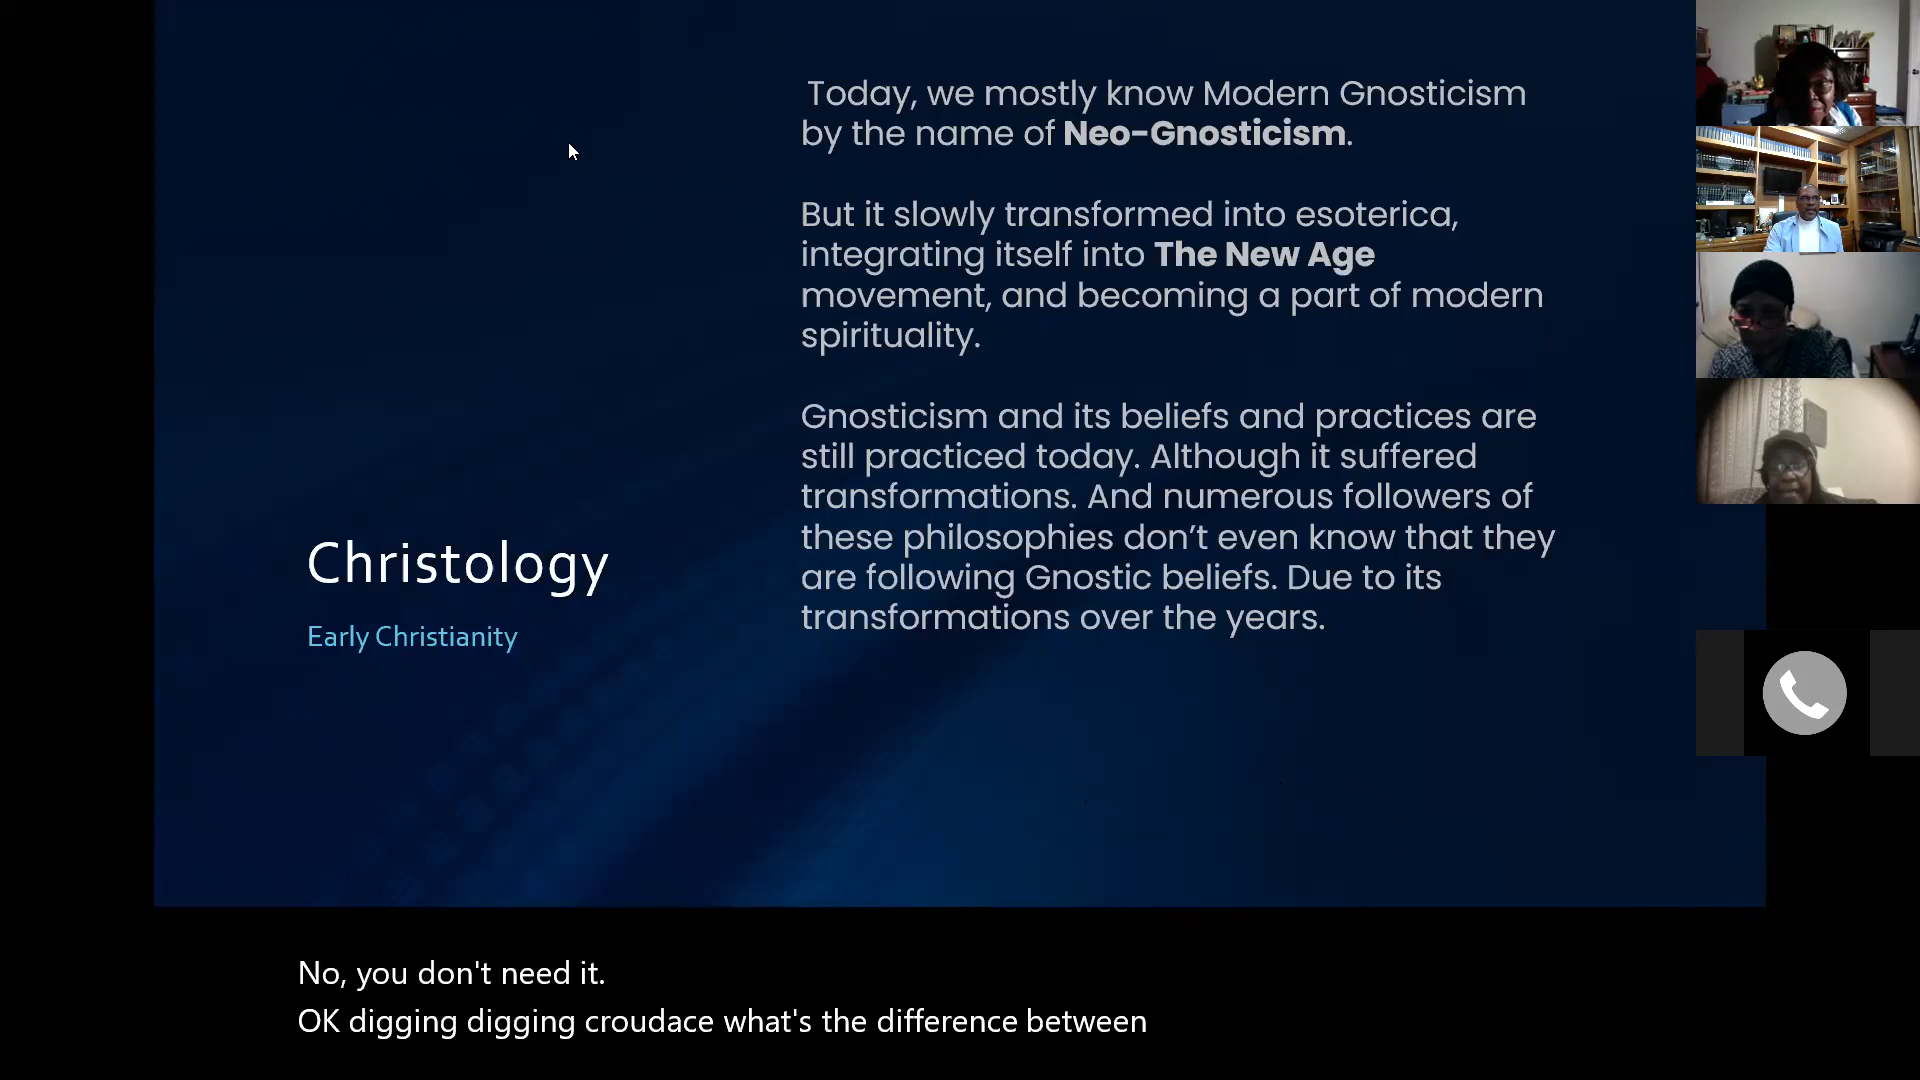 Today, we mostly know Modern Gnosticism
by the name of Neo-Gnosticism.
But it slowly transformed into esoterica,
integrating itself into The New Age
movement, and becoming a part of modern
spirituality.
Gnosticism and its beliefs and practices are
still practiced today. Although it suffered
transformations. And numerous followers of
these philosophies don’t even know that they
are following Gnostic beliefs. Due to its
transformations over the years.
Christology
Early Christianity
No, you don't need it.
OK digging digging croudace what's the difference between